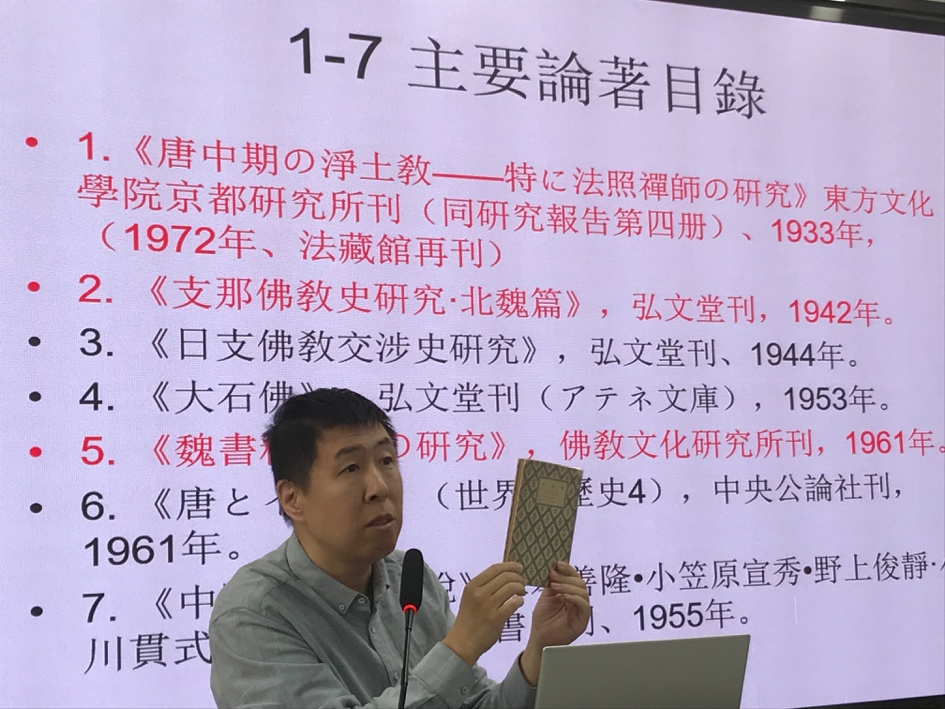 1-7 主要論著目錄
• 1.《唐中期の淨土教——特に法照禪師の研究》東方文化
學院京都研究所刊（同研究報告第四册）、1933年，
（1972年、法藏館再刊）
• 2. 《支那佛教史研究·北魏篇》，弘文堂刊，1942年。
• 3. 《日支佛教交涉史研究》，弘文堂刊、1944年。
• 4. 《大石佛》 弘文堂刊（アテネ文庫），1953年。
• 5. 《魏書 の研究》，佛教文化研究所刊，1961年
• 6. 《唐と （世界 歷史4），中央公論社刊，
1961年。
• 7. 《中 善隆•小笠原宣秀•野上俊靜·
川貫式 書 、1955年。